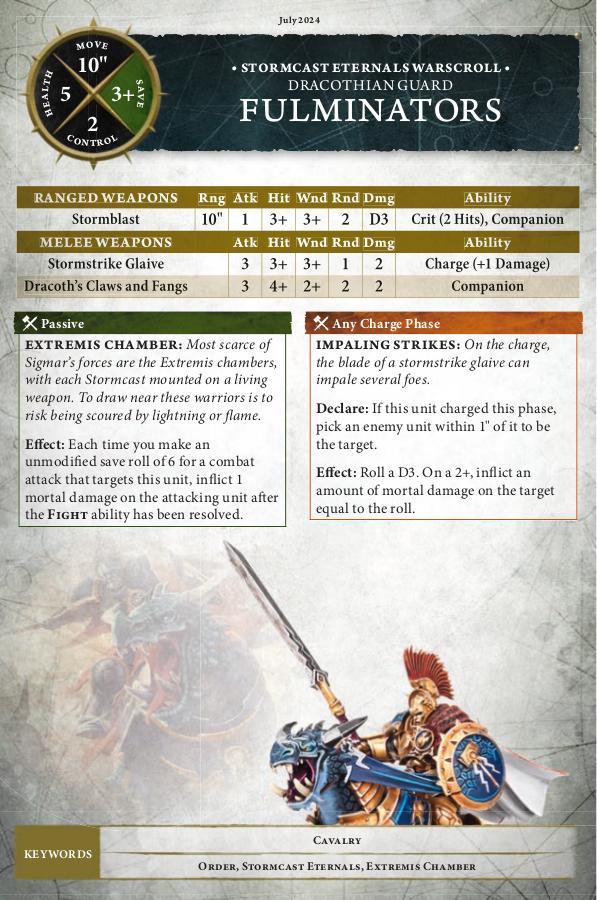 July 2024
MOVE
10"
HEALTH
5
3+
SAVE
2
CONTROL
• STORMCAST ETERNALS WARSCROLL •
DRACOTHIAN GUARD
FULMINATORS
RANGED WEAPONS Rng Atk Hit Wnd Rnd Dmg Ability
Stormblast 10" 1 3+ 3+ 2 D3 Crit (2 Hits), Companion
MELEE WEAPONS Atk Hit Wnd Rnd Dmg Ability
Stormstrike Glaive 3 3+ 3+ 1 2 Charge (+1 Damage)
Dracoth's Claws and Fangs 3 4+ 2+ 2 2 Companion
Passive
EXTREMIS CHAMBER: Most scarce of
Sigmar's forces are the Extremis chambers,
with each Stormcast mounted on a living
weapon. To draw near these warriors is to
risk being scoured by lightning or flame.
Effect: Each time you make an
unmodified save roll of 6 for a combat
attack that targets this unit, inflict 1
mortal damage on the attacking unit after
the FIGHT ability has been resolved.
Any Charge Phase
IMPALING STRIKES: On the charge,
the blade of a stormstrike glaive can
impale several foes.
Declare: If this unit charged this phase,
pick an enemy unit within 1" of it to be
the target.
Effect: Roll a D3. On a 2+, inflict an
amount of mortal damage on the target
equal to the roll.
KEYWORDS
CAVALRY
ORDER, STORMCAST ETERNALS, EXTREMIS CHAMBER